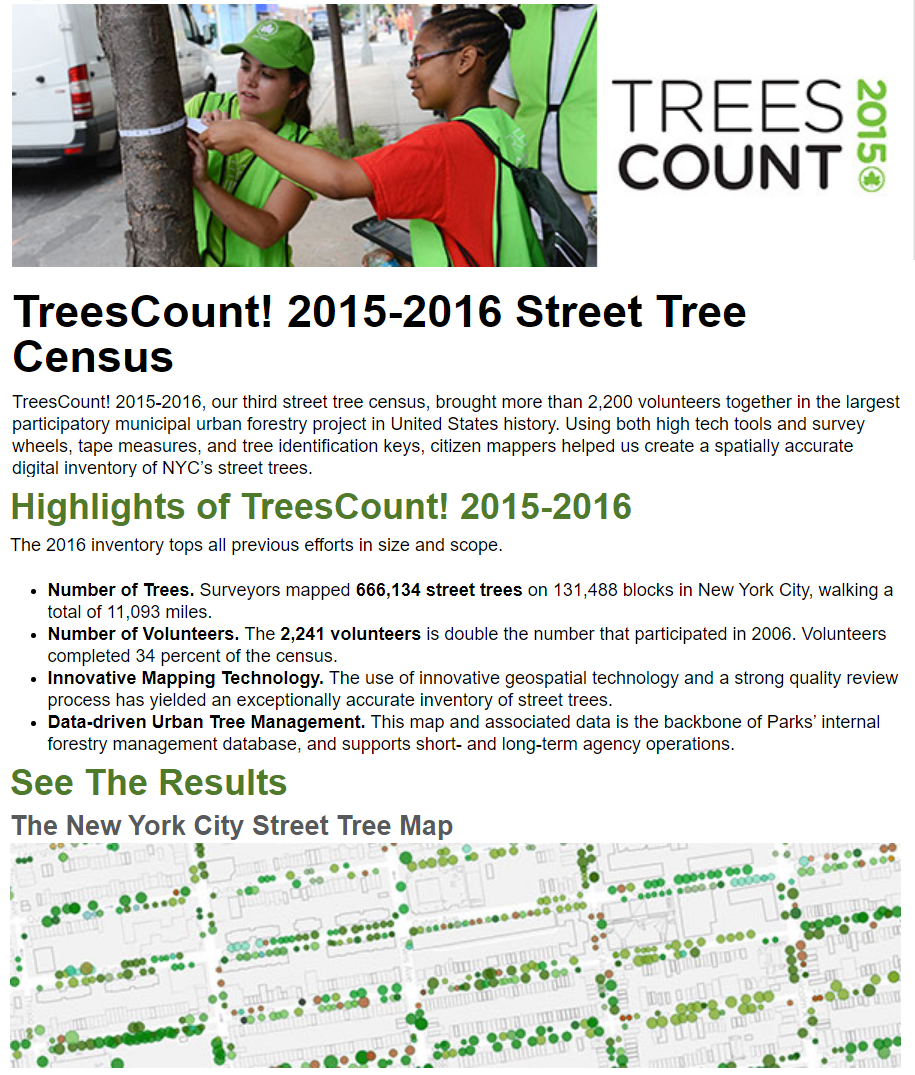 TREES
COUNT
2015
TreesCount! 2015-2016 Street Tree
Census
TreesCount! 2015-2016, our third street tree census, brought more than 2,200 volunteers together in the largest
participatory municipal urban forestry project in United States history. Using both high tech tools and survey
wheels, tape measures, and tree identification keys, citizen mappers helped us create a spatially accurate
digital inventory of NYC’s street trees.
Highlights of TreesCount! 2015-2016
The 2016 inventory tops all previous efforts in size and scope.
• Number of Trees. Surveyors mapped 666,134 street trees on 131,488 blocks in New York City, walking a
total of 11,093 miles.
• Number of Volunteers. The 2,241 volunteers is double the number that participated in 2006. Volunteers
completed 34 percent of the census.
• Innovative Mapping Technology. The use of innovative geospatial technology and a strong quality review
process has yielded an exceptionally accurate inventory of street trees.
• Data-driven Urban Tree Management. This map and associated data is the backbone of Parks’ internal
forestry management database, and supports short- and long-term agency operations.
See The Results
The New York City Street Tree Map